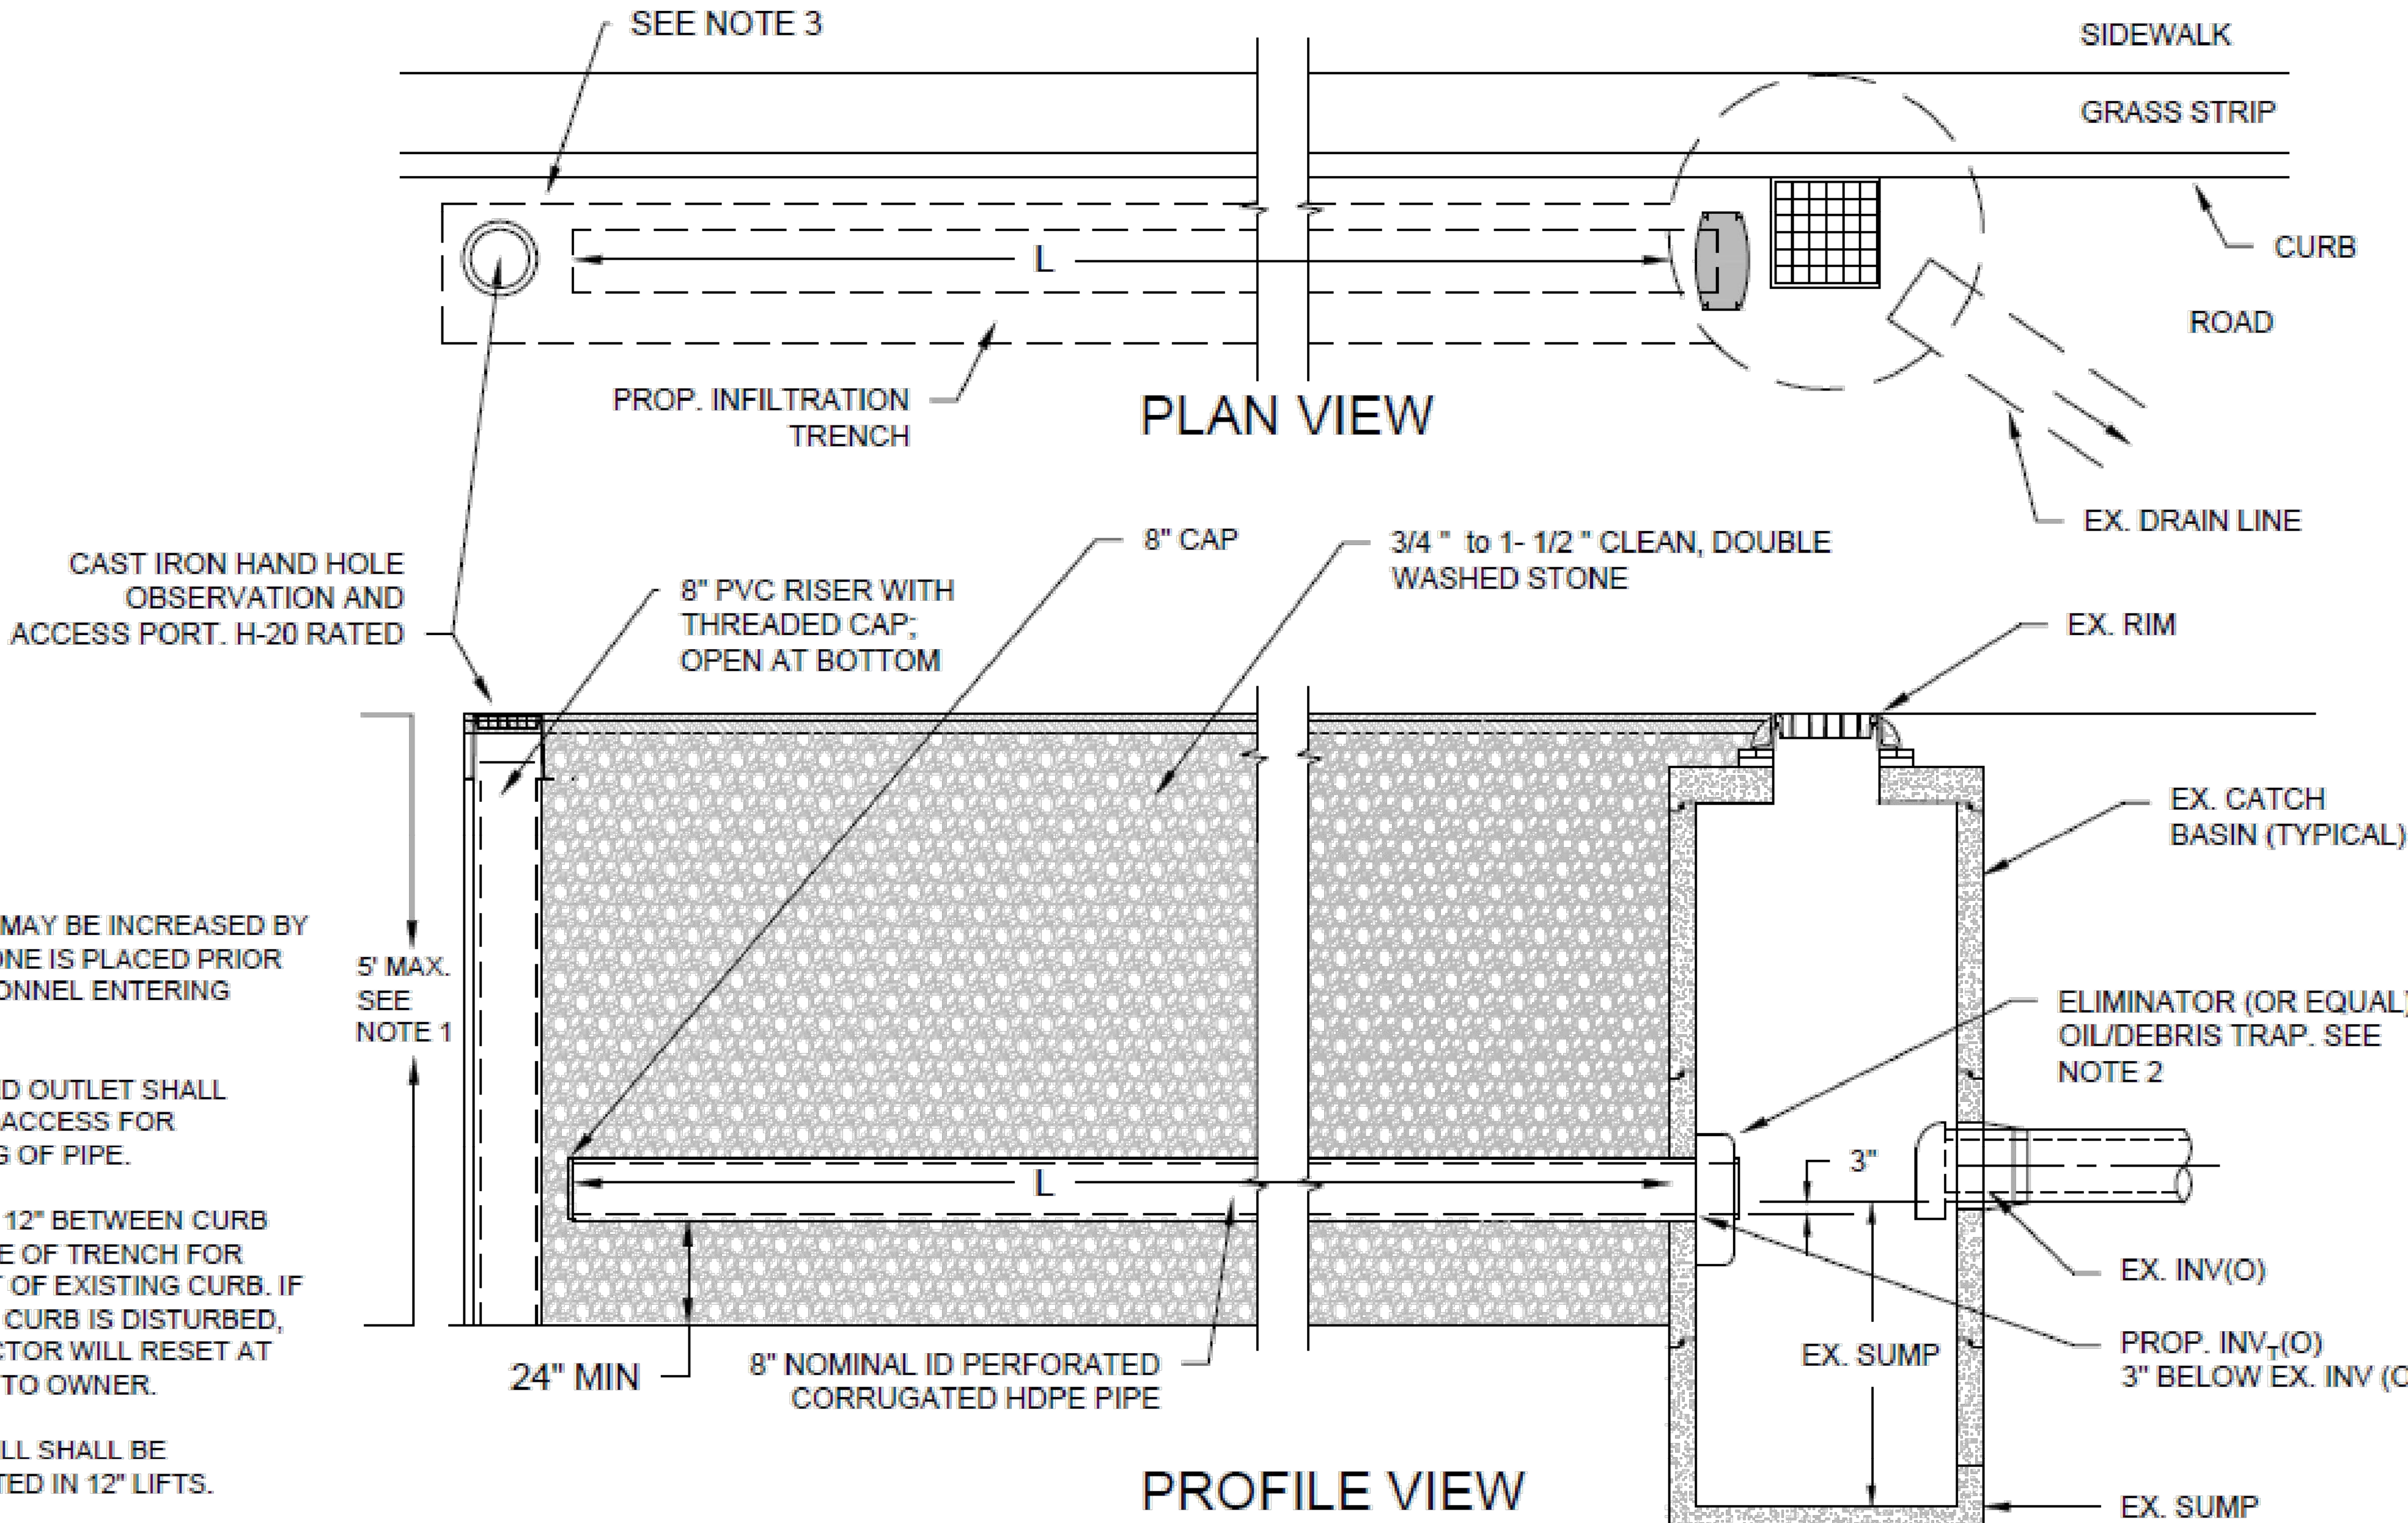 SEE NOTE 3
SIDEWALK
GRASS STRIP
CURB
ROAD
L
PROP. INFILTRATION
TRENCH
PLAN VIEW
EX. DRAIN LINE
CAST IRON HAND HOLE
OBSERVATION AND
ACCESS PORT. H-20 RATED
8" PVC RISER WITH
THREADED CAP;
OPEN AT BOTTOM
8" CAP
3/4 " to 1- 1/2 " CLEAN, DOUBLE
WASHED STONE
EX. RIM
EX. CATCH
BASIN (TYPICAL)
MAY BE INCREASED BY
IS PLACED PRIOR
ENTERING
5' MAX.
SEE
NOTE 1
OUTLET SHALL
ACCESS FOR
OF PIPE.
12" BETWEEN CURB
OF TRENCH FOR
OF EXISTING CURB. IF
CURB IS DISTURBED,
WILL RESET AT
TO OWNER.
SHALL BE
IN 12" LIFTS.
ELIMINATOR (OR EQUAL)
OIL/DEBRIS TRAP. SEE
NOTE 2
3"
L
EX. INV(O)
PROP. INVT(O)
3" BELOW EX. INV
EX. SUMP
24" MIN
8" NOMINAL ID PERFORATED
CORRUGATED HDPE PIPE
PROFILE VIEW
EX. SUMP